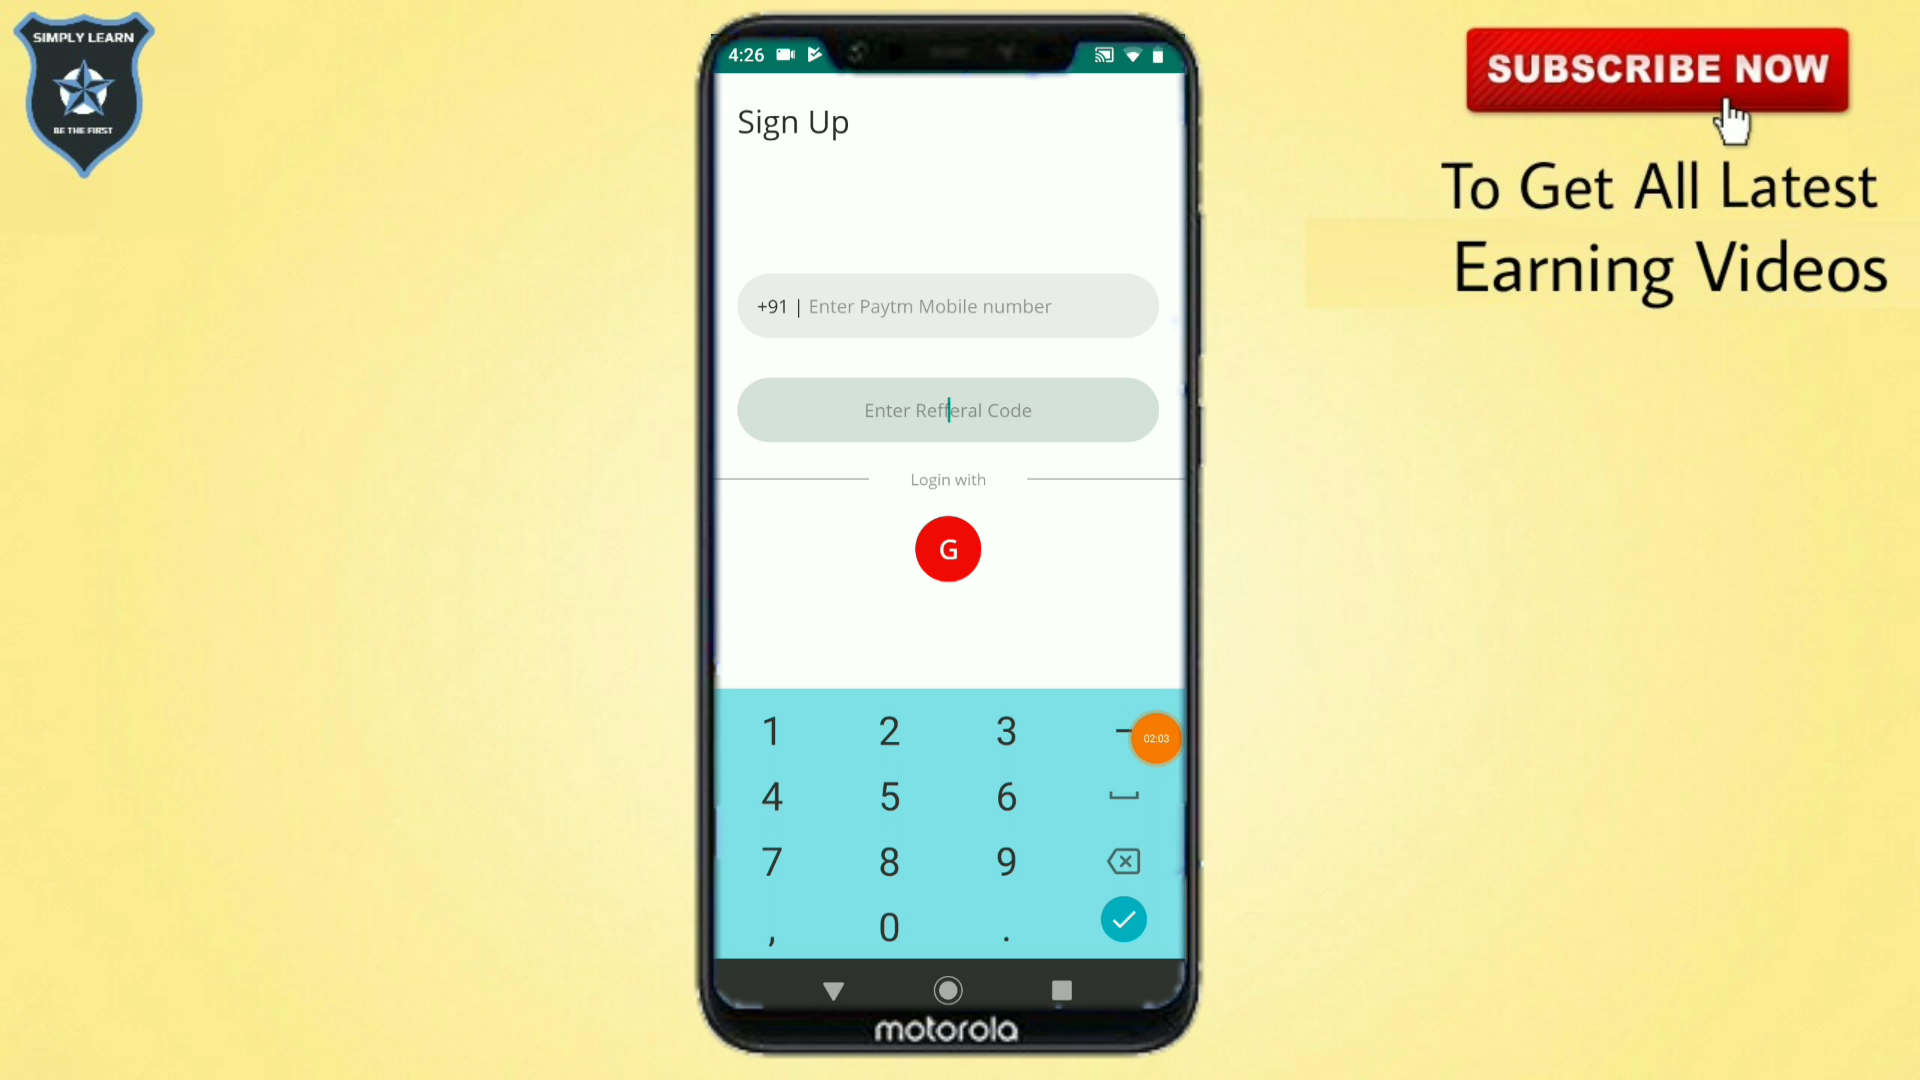 SIMPLY LEARN
BE THE FIRST
4:26
Sign Up
+91 | Enter Paytm Mobile number
Enter Refferal Code
Login with
G
1 2 3 -
02:03
4 5 6
7 8 9
, 0 .
motorola
SUBSCRIBE NOW
To Get All Latest
Earning Videos